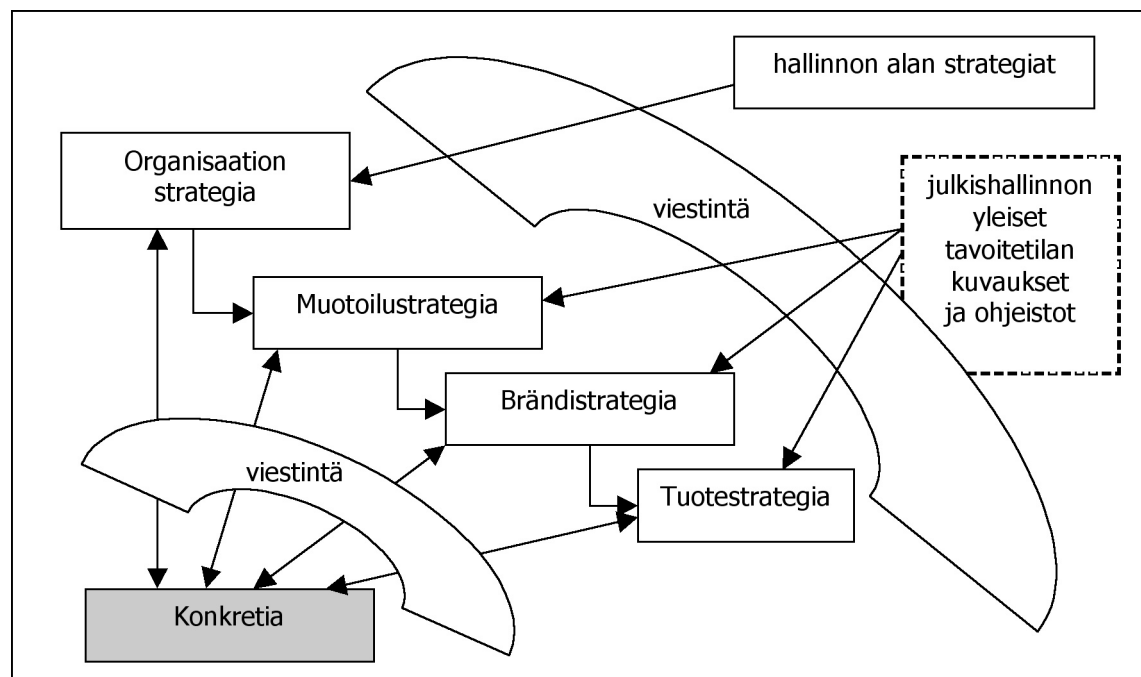 hallinnon alan strategiat
Organisaation
strategia
julkishallinnon
yleiset
tavoitetilan
kuvaukset
ja ohjeistot
viestintä
Muotoilustrategia
Brändistrategia
viestintä
Tuotestrategia
Konkretia